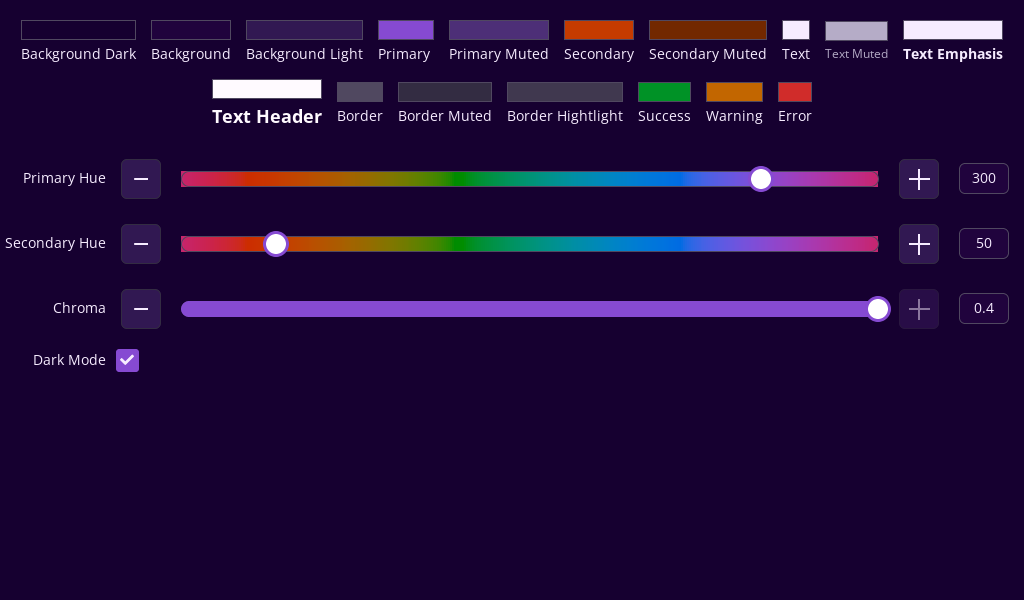 Background Dark Background Background Light Primary Primary Muted Secondary Secondary Muted Text Text Muted Text Emphasis
Text Header Border Border Muted Border Hightlight Success Warning Error
Primary Hue 300
Secondary Hue 50
Chroma 0.4
Dark Mode